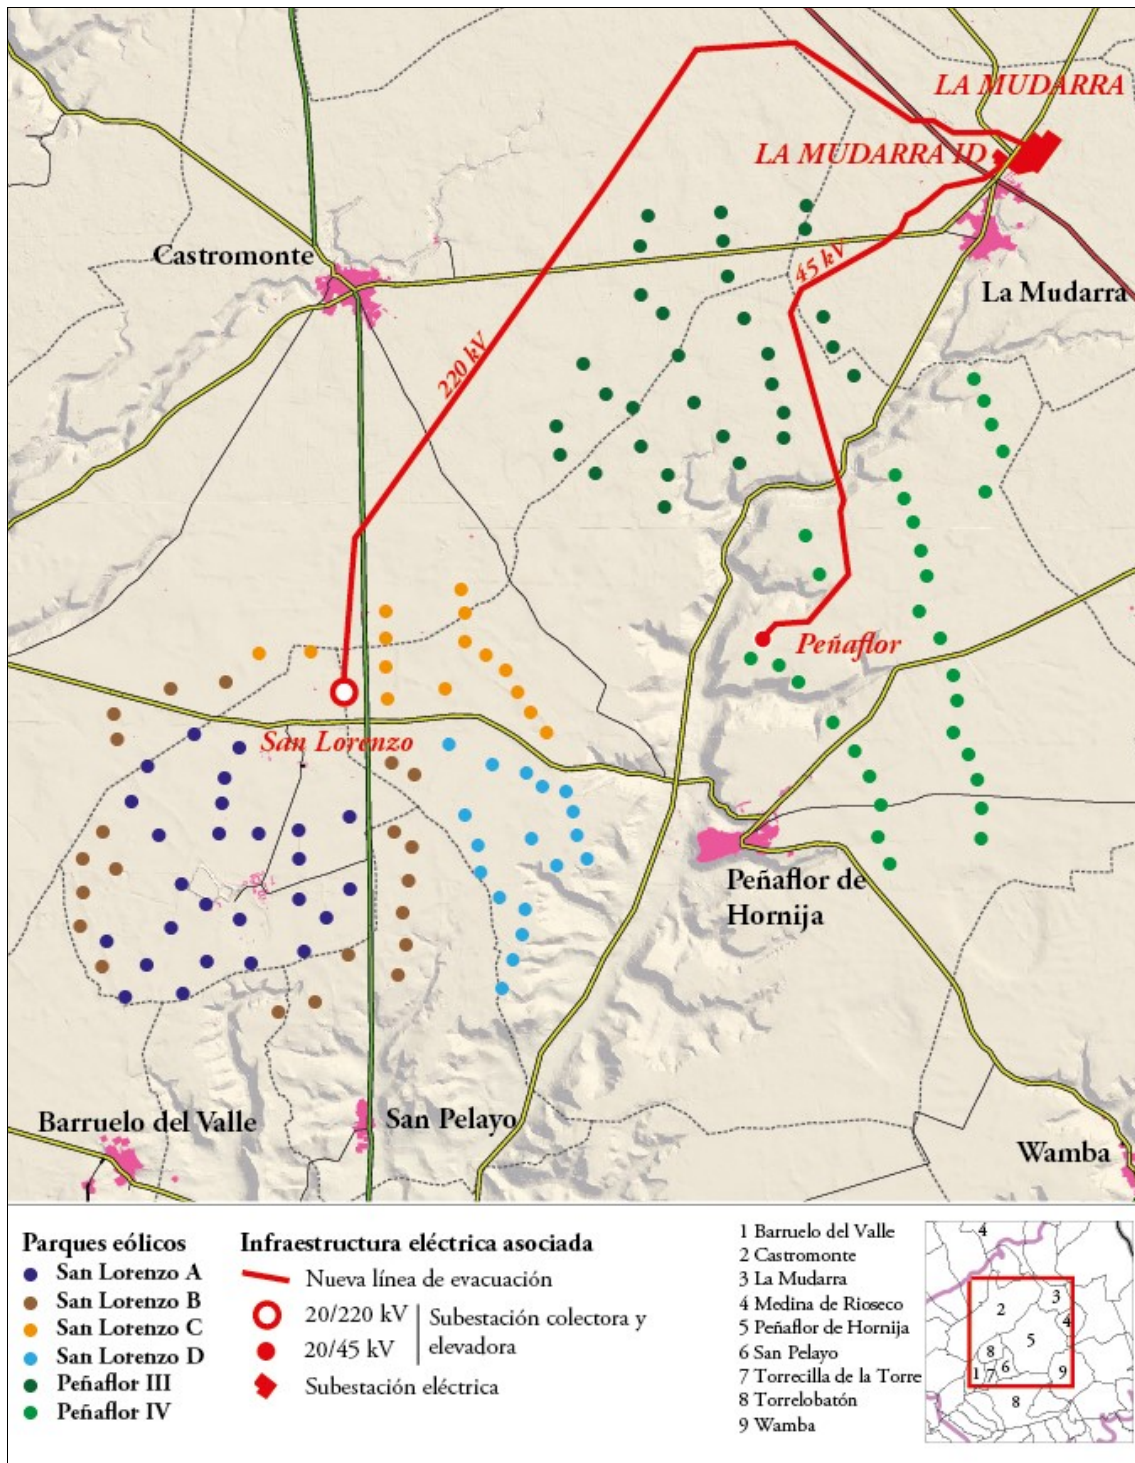 LA MUDARRA
LA MUDARRA ID
Castromonte
45 kV
La Mudarra
220 kV
Peñaflor
San Lorenzo
Peñaflor de
Hornija
Barruelo del Valle
San Pelayo
Wamba
Parques eólicos
San Lorenzo A
San Lorenzo B
San Lorenzo C
San Lorenzo D
Peñaflor III
Peñaflor IV
Infraestructura eléctrica asociada
Nueva línea de evacuación
20/220 kV
20/45 kV
Subestación colectora y
elevadora
Subestación eléctrica
1 Barruelo del Valle
2 Castromonte
3 La Mudarra
4 Medina de Rioseco
5 Peñaflor de Hornija
6 San Pelayo
7 Torrecilla de la Torre
8 Torrelobatón
9 Wamba
4
3
2
4
5
8
6
1
7
9
8